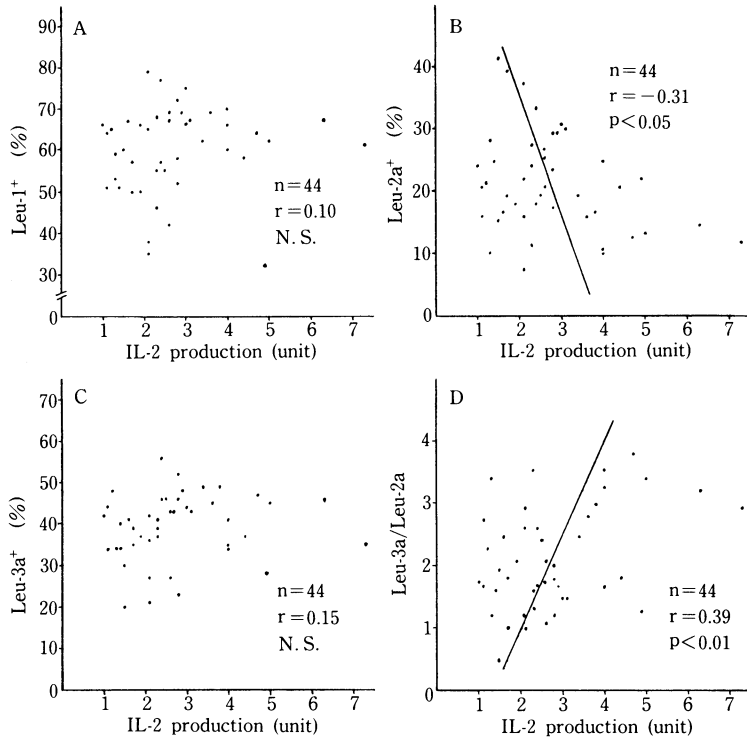 A
90
80
70
60
50
40
30
0
Leu-1⁺ (%)
n=44
r=0.10
N.S.
1 2 3 4 5 6 7
IL-2 production (unit)
B
40
30
20
10
0
Leu-2a⁺ (%)
n=44
r=−0.31
p<0.05
1 2 3 4 5 6 7
IL-2 production (unit)
C
70
60
50
40
30
20
10
0
Leu-3a⁺ (%)
n=44
r=0.15
N.S.
1 2 3 4 5 6 7
IL-2 production (unit)
D
4
3
2
1
0
Leu-3a/Leu-2a
n=44
r=0.39
p<0.01
1 2 3 4 5 6 7
IL-2 production (unit)